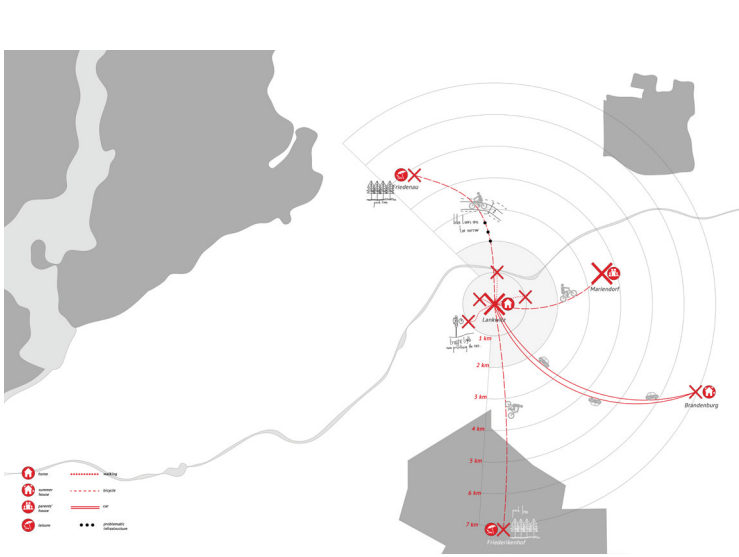 Friedenau
Mariendorf
Lankwitz
1 km
2 km
3 km
4 km
5 km
6 km
7 km
Brandenburg
Friederikenhof
home
summer
house
parents'
house
leisure
walking
bicycle
car
problematic
infrastructure